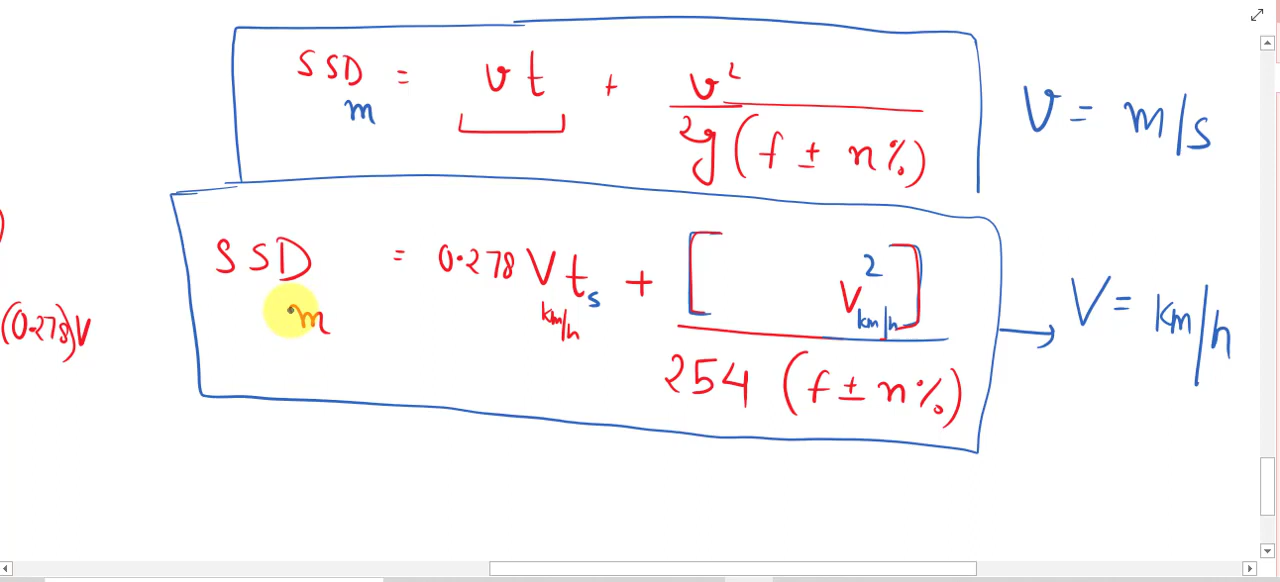 SSD = vt + v²
m
2g (f ± n%)
v = m/s
SSD = 0.278 V t s + [ V² km/h ]
m
km/h
254 (f ± n%)
V = km/h
(0.278)V